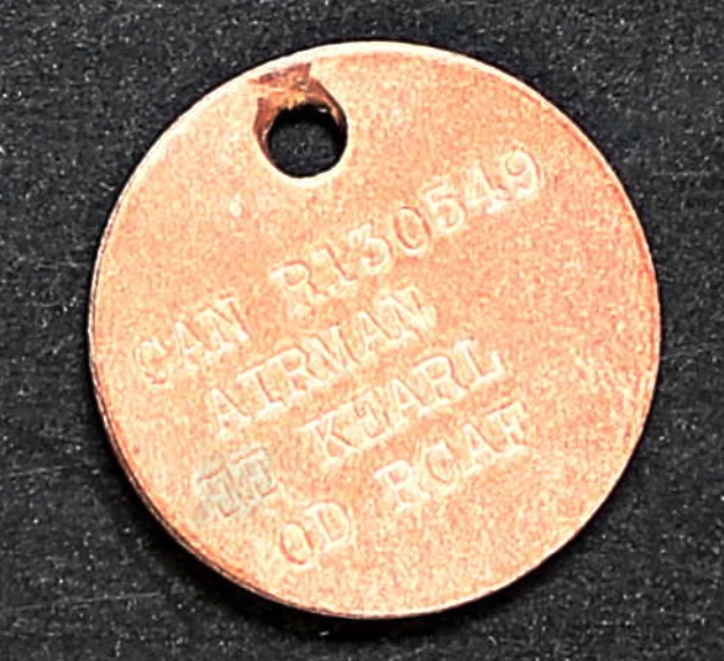 CAN R130549
AIRMAN
KEARL
OD RCAF